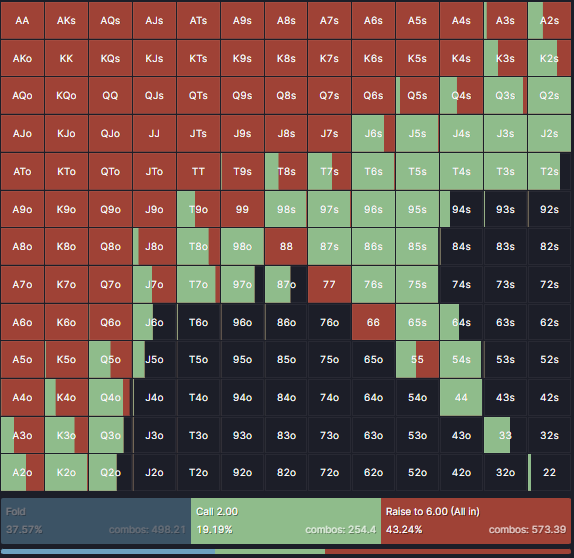 AA AKs AQs AJs ATs A9s A8s A7s A6s A5s A4s A3s A2s
AKo KK KQs KJs KTs K9s K8s K7s K6s K5s K4s K3s K2s
AQo KQo QQ QJs QTs Q9s Q8s Q7s Q6s Q5s Q4s Q3s Q2s
AJo KJo QJo JJ JTs J9s J8s J7s J6s J5s J4s J3s J2s
ATo KTo QTo JTo TT T9s T8s T7s T6s T5s T4s T3s T2s
A9o K9o Q9o J9o T9o 99 98s 97s 96s 95s 94s 93s 92s
A8o K8o Q8o J8o T8o 98o 88 87s 86s 85s 84s 83s 82s
A7o K7o Q7o J7o T7o 97o 87o 77 76s 75s 74s 73s 72s
A6o K6o Q6o J6o T6o 96o 86o 76o 66 65s 64s 63s 62s
A5o K5o Q5o J5o T5o 95o 85o 75o 65o 55 54s 53s 52s
A4o K4o Q4o J4o T4o 94o 84o 74o 64o 54o 44 43s 42s
A3o K3o Q3o J3o T3o 93o 83o 73o 63o 53o 43o 33 32s
A2o K2o Q2o J2o T2o 92o 82o 72o 62o 52o 42o 32o 22
Fold Call 2.00 Raise to 6.00 (All in)
37.57% combos: 498.21 19.19% combos: 254.4 43.24% combos: 573.39